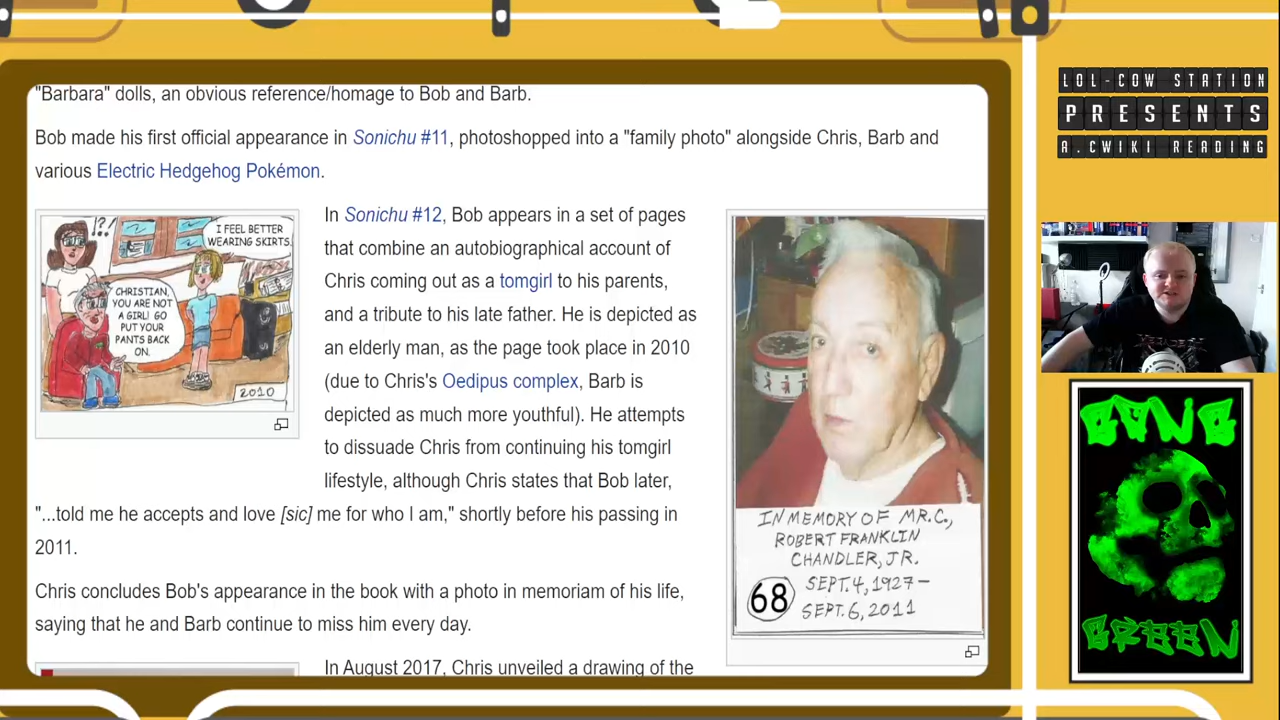 "Barbara" dolls, an obvious reference/homage to Bob and Barb.
Bob made his first official appearance in Sonichu #11, photoshopped into a "family photo" alongside Chris, Barb and
various Electric Hedgehog Pokémon.
!?!
I FEEL BETTER
WEARING SKIRTS.
CHRISTIAN,
YOU ARE NOT
A GIRL! GO
PUT YOUR
PANTS BACK
ON.
2010
In Sonichu #12, Bob appears in a set of pages
that combine an autobiographical account of
Chris coming out as a tomgirl to his parents,
and a tribute to his late father. He is depicted as
an elderly man, as the page took place in 2010
(due to Chris's Oedipus complex, Barb is
depicted as much more youthful). He attempts
to dissuade Chris from continuing his tomgirl
lifestyle, although Chris states that Bob later,
"...told me he accepts and love [sic] me for who I am," shortly before his passing in
2011.
Chris concludes Bob's appearance in the book with a photo in memoriam of his life,
saying that he and Barb continue to miss him every day.
In August 2017, Chris unveiled a drawing of the
IN MEMORY OF MR.C.,
ROBERT FRANKLIN
CHANDLER, JR.
SEPT. 4, 1927-
68
SEPT. 6, 2011
LOL-COW STATION
PRESENTS
A.CWIKI READING
GANG
GREEN